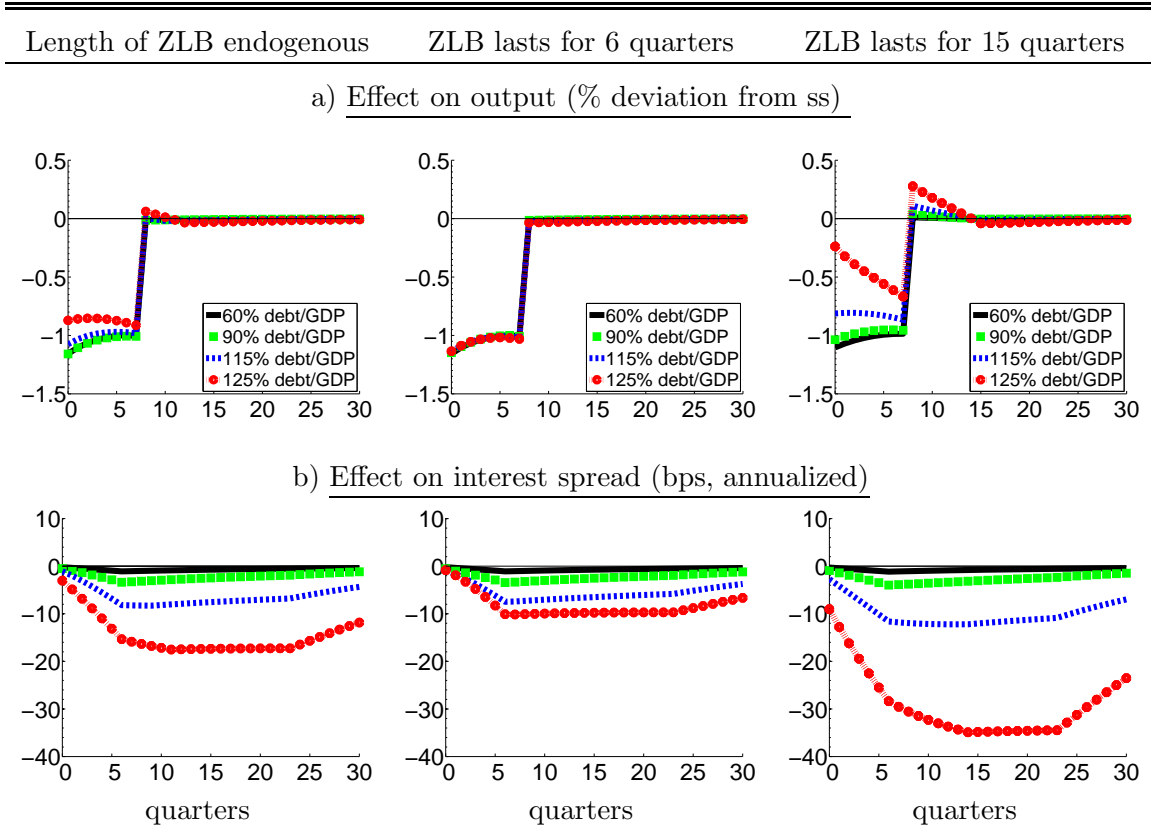 Length of ZLB endogenous ZLB lasts for 6 quarters ZLB lasts for 15 quarters
a) Effect on output (% deviation from ss)
0.5 0.5 0.5
0 0 0
−0.5 −0.5 −0.5
−1 −1 −1
−1.5 −1.5 −1.5
60% debt/GDP 60% debt/GDP 60% debt/GDP
90% debt/GDP 90% debt/GDP 90% debt/GDP
115% debt/GDP 115% debt/GDP 115% debt/GDP
125% debt/GDP 125% debt/GDP 125% debt/GDP
0 5 10 15 20 25 30 0 5 10 15 20 25 30 0 5 10 15 20 25 30
b) Effect on interest spread (bps, annualized)
10 10 10
0 0 0
−10 −10 −10
−20 −20 −20
−30 −30 −30
−40 −40 −40
0 5 10 15 20 25 30 0 5 10 15 20 25 30 0 5 10 15 20 25 30
quarters quarters quarters